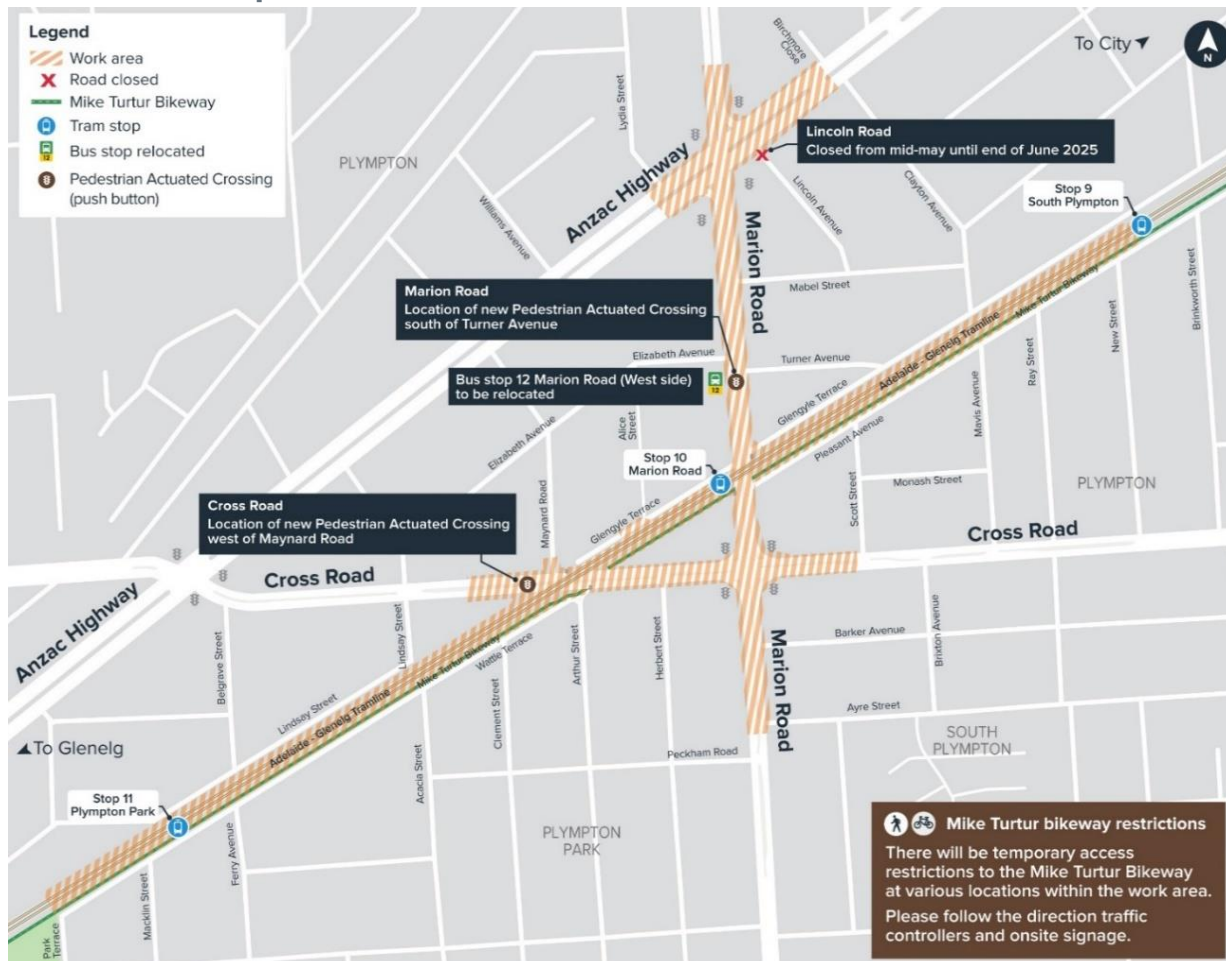 Legend
Work area
Road closed
Mike Turtur Bikeway
Tram stop
12
Bus stop relocated
Pedestrian Actuated Crossing
(push button)
To City
N
Birchmore Close
Lydia Street
PLYMPTON
Lincoln Road
Closed from mid-may until end of June 2025
Anzac Highway
Williams Avenue
Lincoln Avenue
Clayton Avenue
Stop 9
South Plympton
Marion Road
Mabel Street
Brinkworth Street
New Street
Ray Street
Mike Turtur Bikeway
Adelaide - Glenelg Tramline
Marion Road
Location of new Pedestrian Actuated Crossing
south of Turner Avenue
Elizabeth Avenue
Turner Avenue
Bus stop 12 Marion Road (West side)
to be relocated
12
Glengyle Terrace
Mavis Avenue
Alice
Street
Elizabeth Avenue
Pleasant Avenue
Stop 10
Marion Road
Scott Street
Monash Street
PLYMPTON
Cross Road
Location of new Pedestrian Actuated Crossing
west of Maynard Road
Maynard Road
Glengyle Terrace
Cross Road
Cross Road
Anzac Highway
Belgrave Street
Lindsay Street
Mike Turtur Bikeway
Wattle Terrace
Arthur Street
Herbert Street
Marion Road
Barker Avenue
Brixton Avenue
Lindsay Street
Adelaide - Glenelg Tramline
Clement Street
Acacia Street
Ayre Street
SOUTH
PLYMPTON
Peckham Road
To Glenelg
Stop 11
Plympton Park
Ferry Avenue
Macklin Street
Park
Terrace
PLYMPTON
PARK
Mike Turtur bikeway restrictions
There will be temporary access
restrictions to the Mike Turtur Bikeway
at various locations within the work area.
Please follow the direction traffic
controllers and onsite signage.